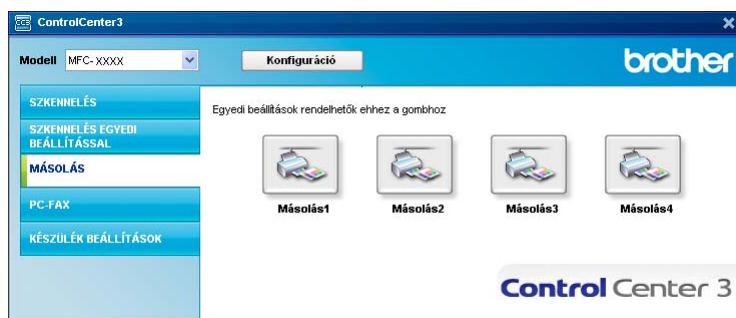 CC3 ControlCenter3
Modell MFC-XXXX Konfiguráció brother
SZKENNELÉS
Egyedi beállítások rendelhetők ehhez a gombhoz
SZKENNELÉS EGYEDI
BEÁLLÍTÁSSAL
MÁSOLÁS
Másolás1 Másolás2 Másolás3 Másolás4
PC-FAX
KÉSZÜLÉK BEÁLLÍTÁSOK
Control Center 3